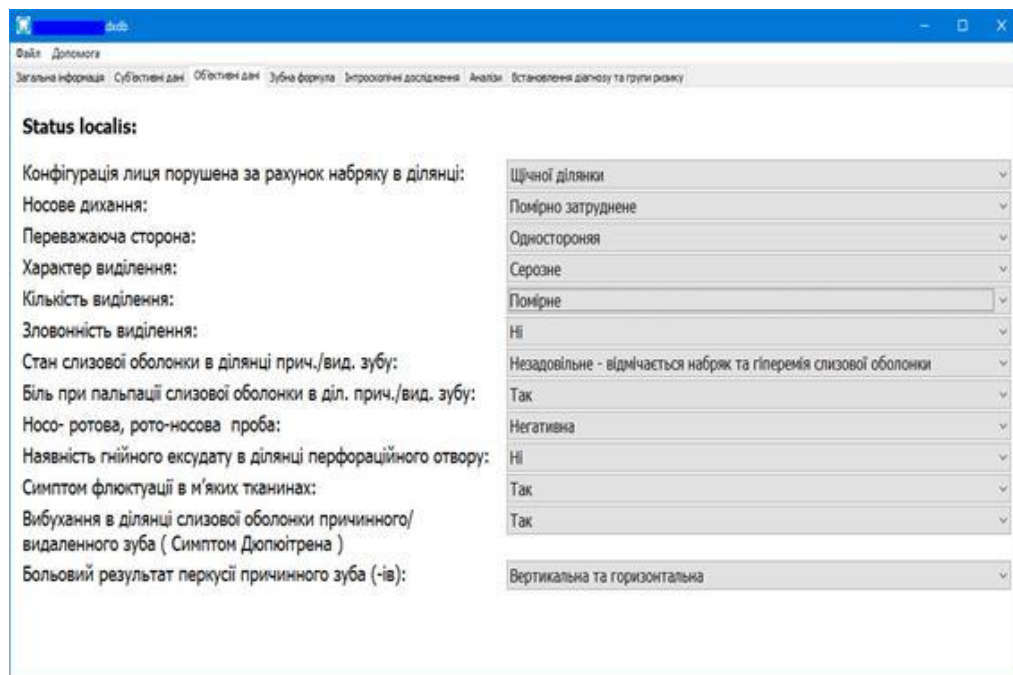 dxdb
Файл Допомога
Загальна інформація Суб'єктивні дані Об'єктивні дані Зубна формула Інтроскопічні дослідження Аналізи Встановлення діагнозу та групи ризику
Status localis:
Конфігурація лиця порушена за рахунок набряку в ділянці: Щічної ділянки
Носове дихання: Помірно затруднене
Переважаюча сторона: Одностороняя
Характер виділення: Серозне
Кількість виділення: Помірне
Зловонність виділення: Ні
Стан слизової оболонки в ділянці прич./вид. зубу: Незадовільне - відмічається набряк та гіперемія слизової оболонки
Біль при пальпації слизової оболонки в діл. прич./вид. зубу: Так
Носо- ротова, рото-носова проба: Негативна
Наявність гнійного ексудату в ділянці перфораційного отвору: Ні
Симптом флюктуації в м'яких тканинах: Так
Вибухання в ділянці слизової оболонки причинного/ Так
видаленного зуба ( Симптом Дюпюітрена )
Больовий результат перкусії причинного зуба (-ів): Вертикальна та горизонтальна